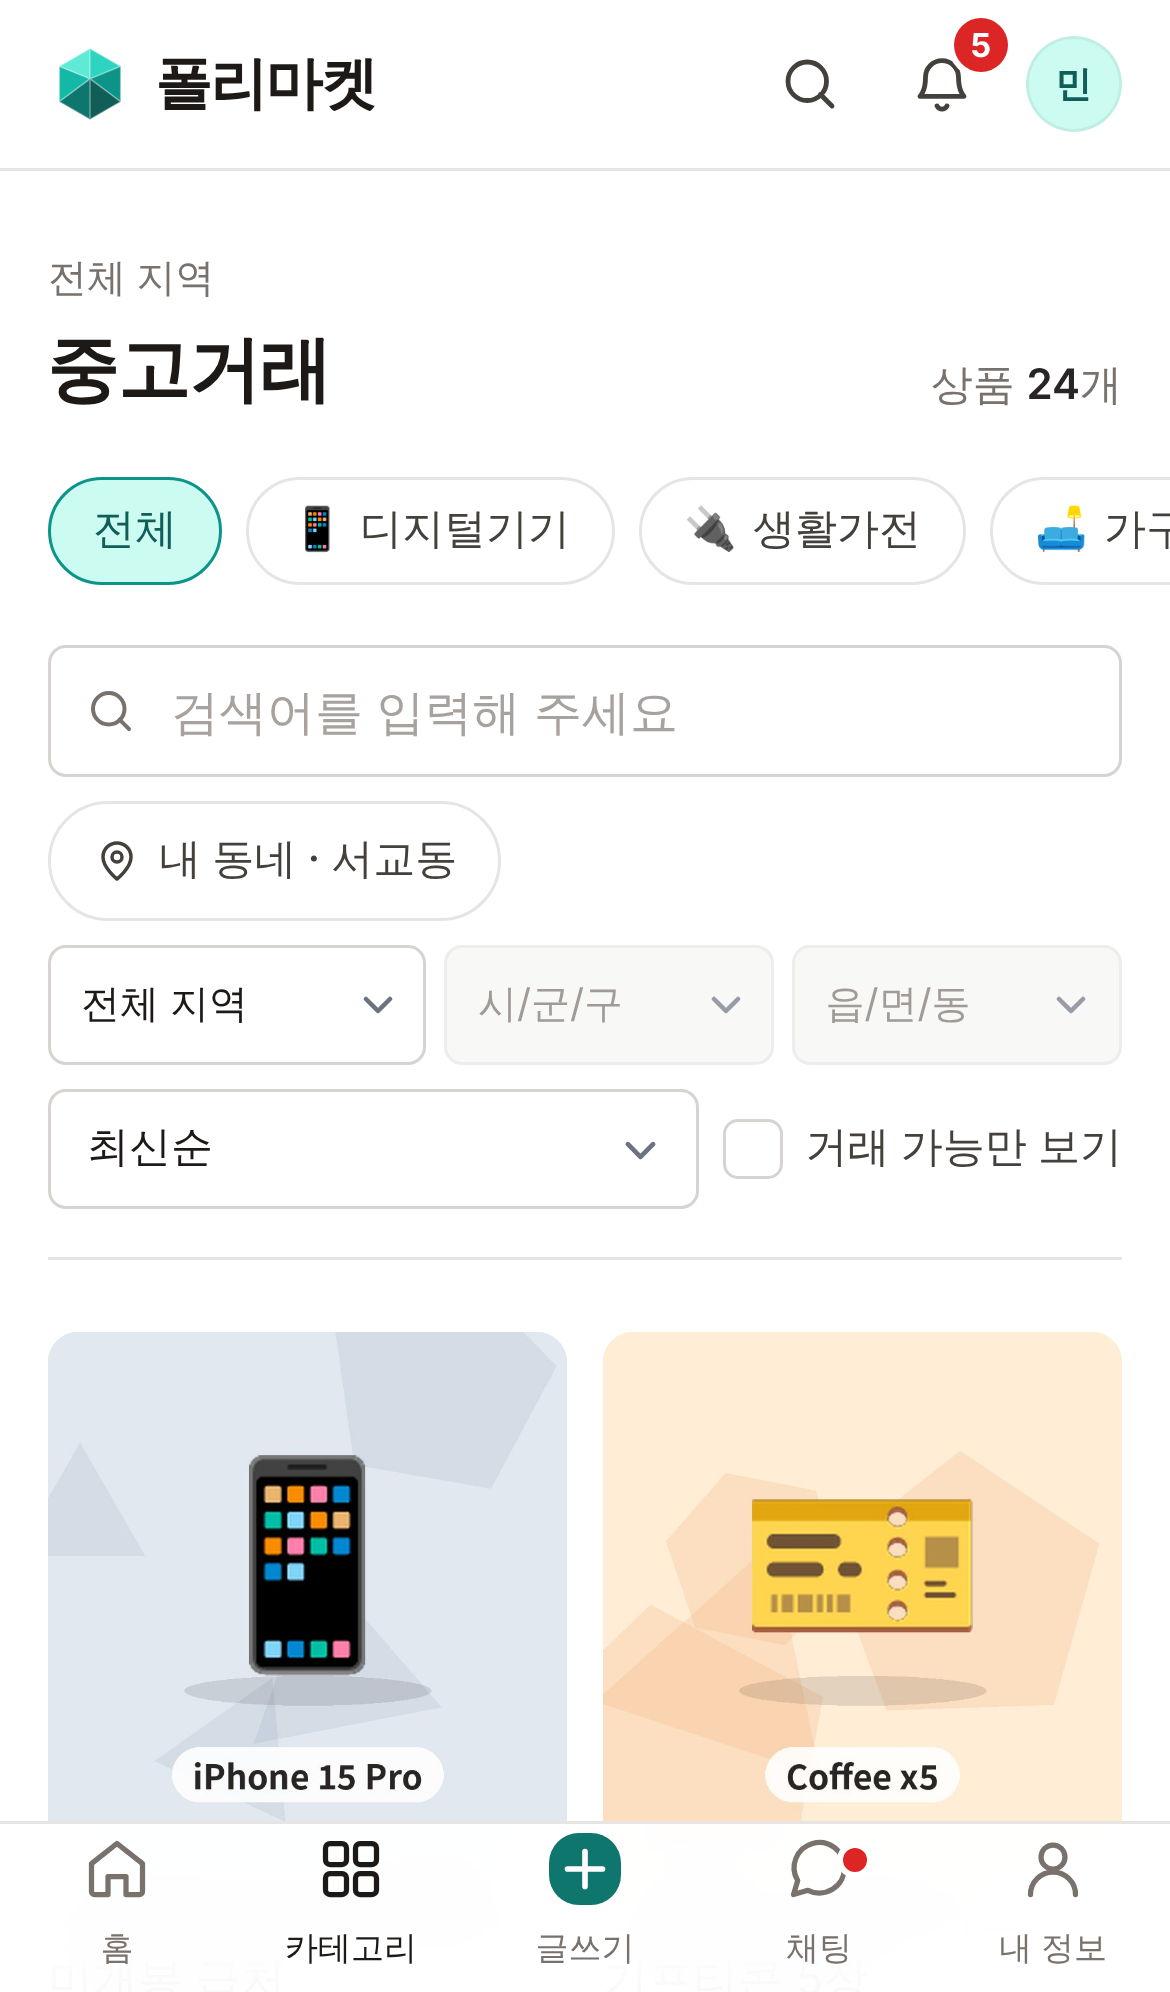 폴리마켓
5
민
전체 지역
중고거래
상품 24개
전체
디지털기기
생활가전
검색어를 입력해 주세요
내 동네 · 서교동
전체 지역
시/군/구
읍/면/동
최신순
거래 가능만 보기
iPhone 15 Pro
Coffee x5
홈
카테고리
글쓰기
채팅
내 정보